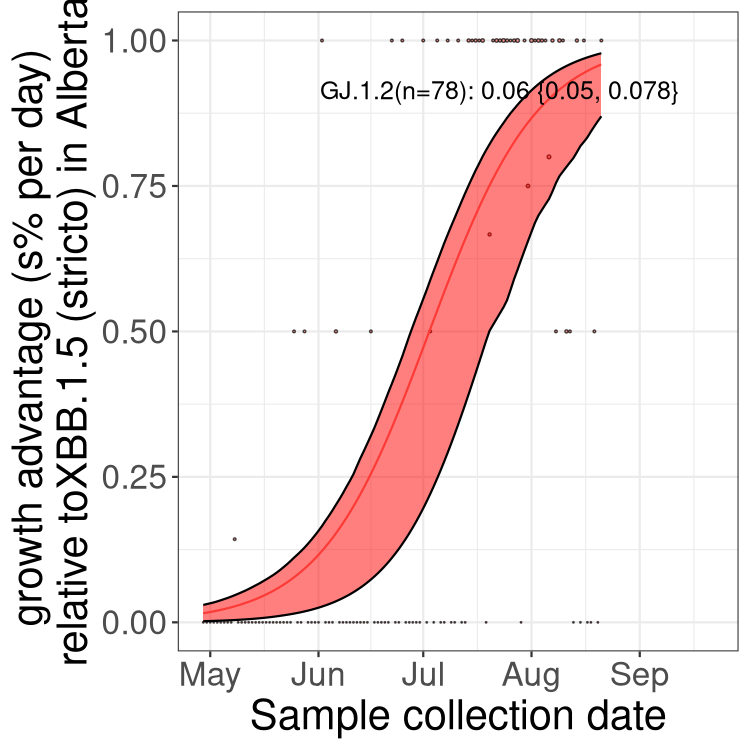 growth advantage (s% per day)
relative toXBB.1.5 (stricto) in Alberta
1.00
0.75
0.50
0.25
0.00
GJ.1.2(n=78): 0.06 {0.05, 0.078}
May Jun Jul Aug Sep
Sample collection date